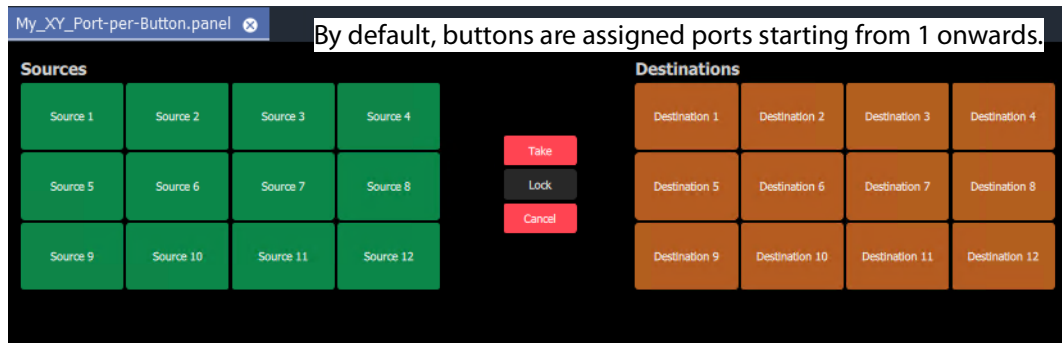 My_XY_Port-per-Button.panel
By default, buttons are assigned ports starting from 1 onwards.
Sources
Destinations
Source 1 Source 2 Source 3 Source 4
Destination 1 Destination 2 Destination 3 Destination 4
Take
Source 5 Source 6 Source 7 Source 8
Lock
Destination 5 Destination 6 Destination 7 Destination 8
Cancel
Source 9 Source 10 Source 11 Source 12
Destination 9 Destination 10 Destination 11 Destination 12